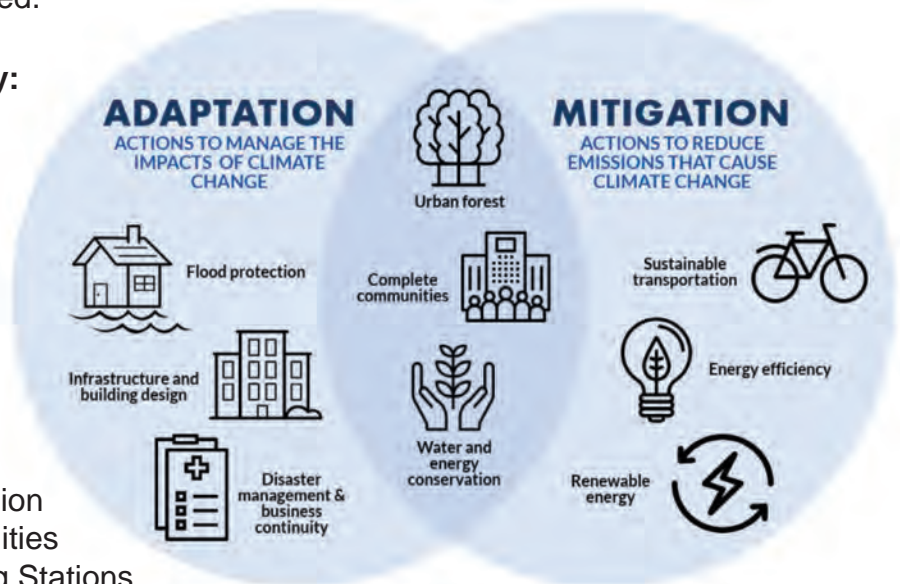 ADAPTATION
ACTIONS TO MANAGE THE
IMPACTS OF CLIMATE
CHANGE
Flood protection
Infrastructure and
building design
Disaster
management &
business
continuity
Urban forest
Complete
communities
Water and
energy
conservation
MITIGATION
ACTIONS TO REDUCE
EMISSIONS THAT CAUSE
CLIMATE CHANGE
Sustainable
transportation
Energy efficiency
Renewable
energy
Stations